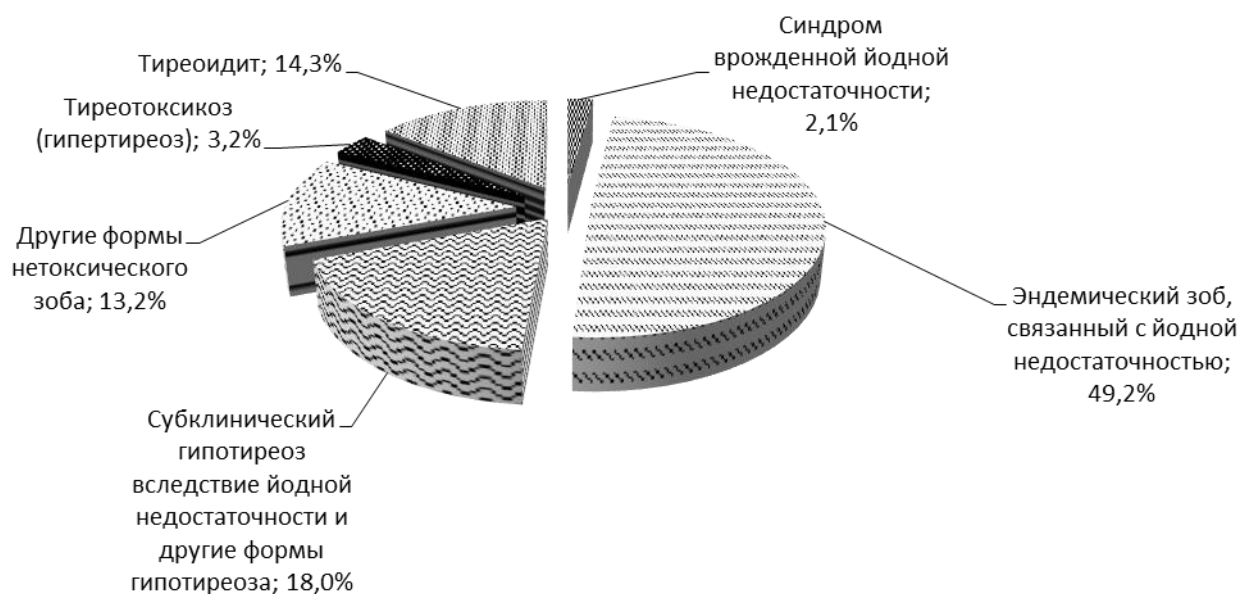 Синдром
врожденной йодной
недостаточности;
2,1%
Эндемический зоб,
связанный с йодной
недостаточностью;
49,2%
Субклинический
гипотиреоз
вследствие йодной
недостаточности и
другие формы
гипотиреоза; 18,0%
Другие формы
нетоксического
зоба; 13,2%
Тиреотоксикоз
(гипертиреоз); 3,2%
Тиреоидит; 14,3%